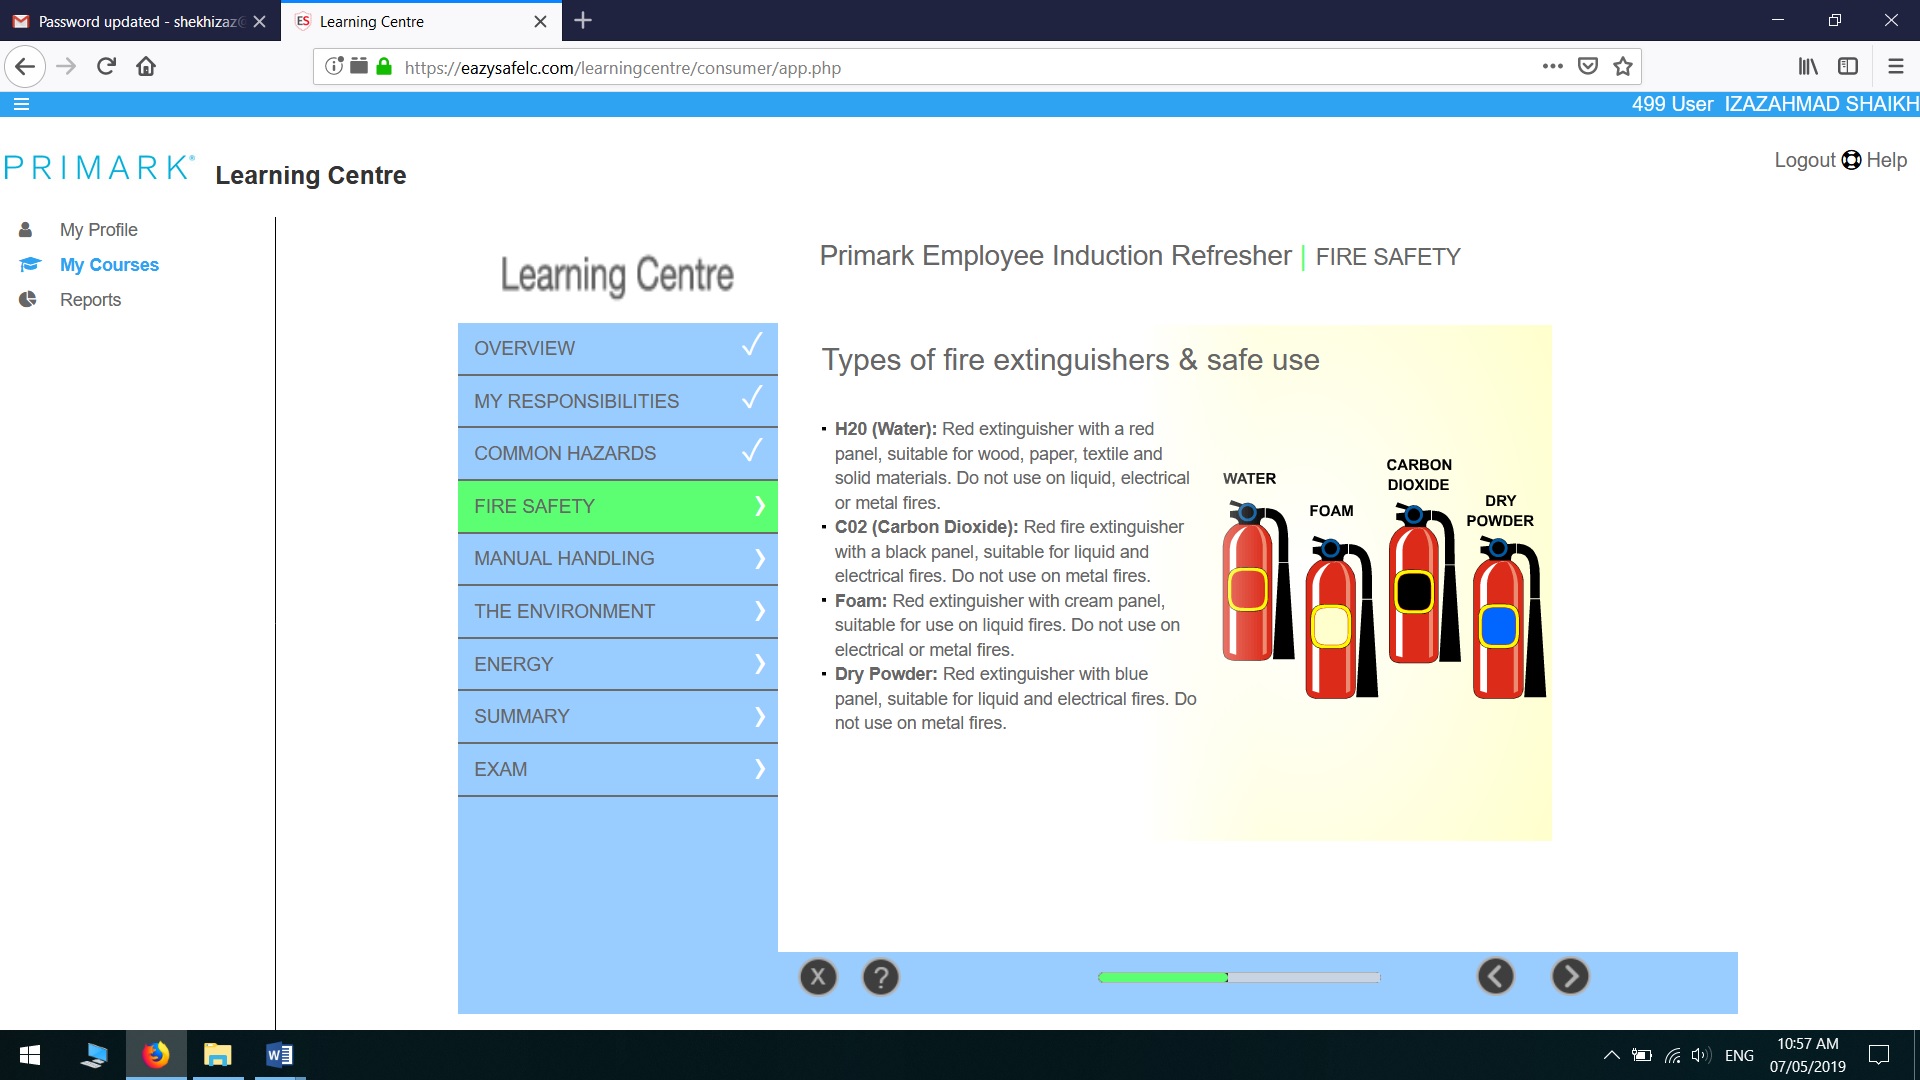 Password updated - shekhizaz@
Learning Centre
https://eazysafelc.com/learningcentre/consumer/app.php
499 User IZAZAHMAD SHAIKH
PRIMARK®
Learning Centre
Logout Help
My Profile
My Courses
Reports
Learning Centre
Primark Employee Induction Refresher | FIRE SAFETY
OVERVIEW
MY RESPONSIBILITIES
COMMON HAZARDS
FIRE SAFETY
MANUAL HANDLING
THE ENVIRONMENT
ENERGY
SUMMARY
EXAM
Types of fire extinguishers & safe use
H20 (Water): Red extinguisher with a red
panel, suitable for wood, paper, textile and
solid materials. Do not use on liquid, electrical
or metal fires.
C02 (Carbon Dioxide): Red fire extinguisher
with a black panel, suitable for liquid and
electrical fires. Do not use on metal fires.
Foam: Red extinguisher with cream panel,
suitable for use on liquid fires. Do not use on
electrical or metal fires.
Dry Powder: Red extinguisher with blue
panel, suitable for liquid and electrical fires. Do
not use on metal fires.
WATER
FOAM
CARBON
DIOXIDE
DRY
POWDER
X
?
ENG
10:57 AM
07/05/2019